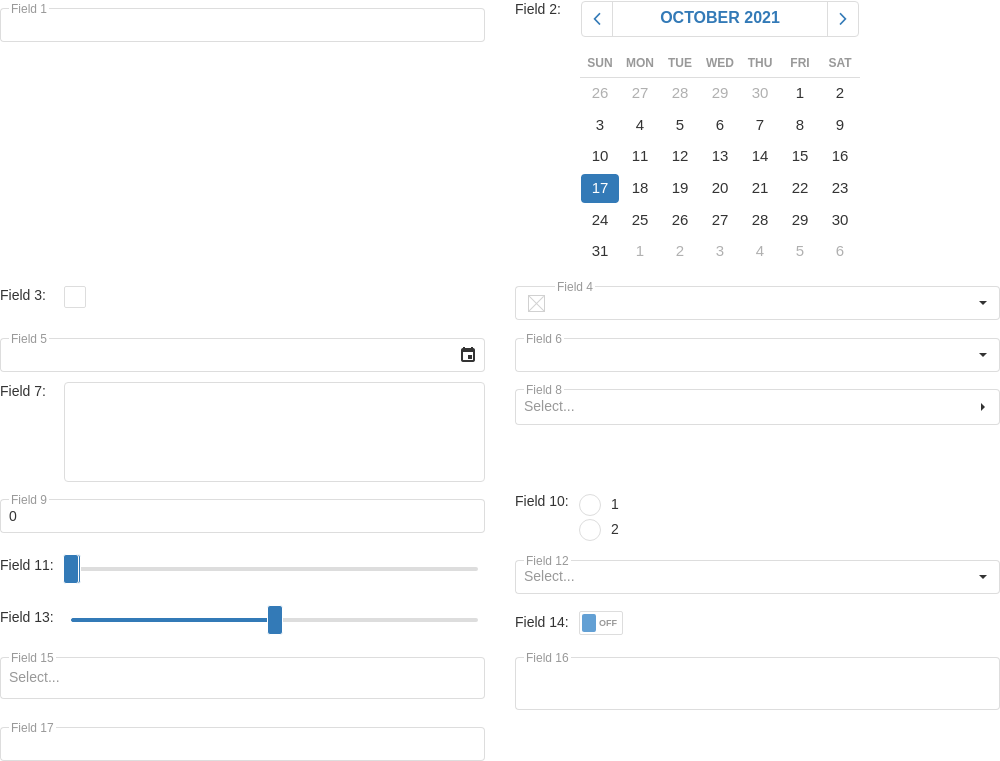 Field 1
Field 2:
OCTOBER 2021
SUN MON TUE WED THU FRI SAT
26 27 28 29 30 1 2
3 4 5 6 7 8 9
10 11 12 13 14 15 16
17 18 19 20 21 22 23
24 25 26 27 28 29 30
31 1 2 3 4 5 6
Field 3:
Field 4
Field 5
Field 6
Field 7:
Field 8
Select...
Field 9
0
Field 10:
1
2
Field 11:
Field 12
Select...
Field 13:
Field 14:
OFF
Field 15
Select...
Field 16
Field 17